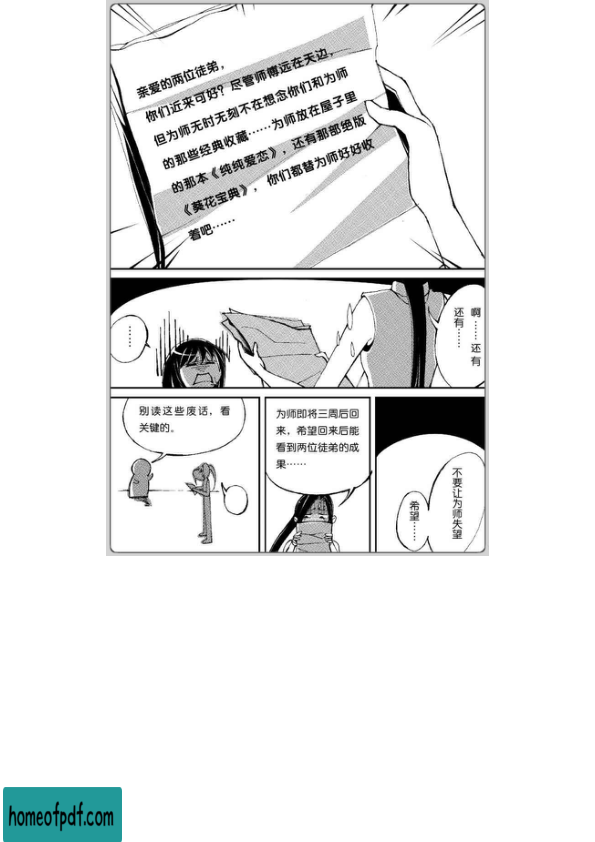 亲爱的两位徒弟，
你们近来可好？尽管师傅远在天边，
但为师无时无刻不在想念你们和为师
的那些经典收藏……为师放在屋子里
的那本《纯纯爱恋》，还有那部绝版
《葵花宝典》，你们都替为师好好收
着吧……
啊……还有
还有……
……
别读这些废话，看
关键的。
为师即将三周后回
来，希望回来后能
看到两位徒弟的成
果……
不要让为师失望
希望……
homeofpdf.com